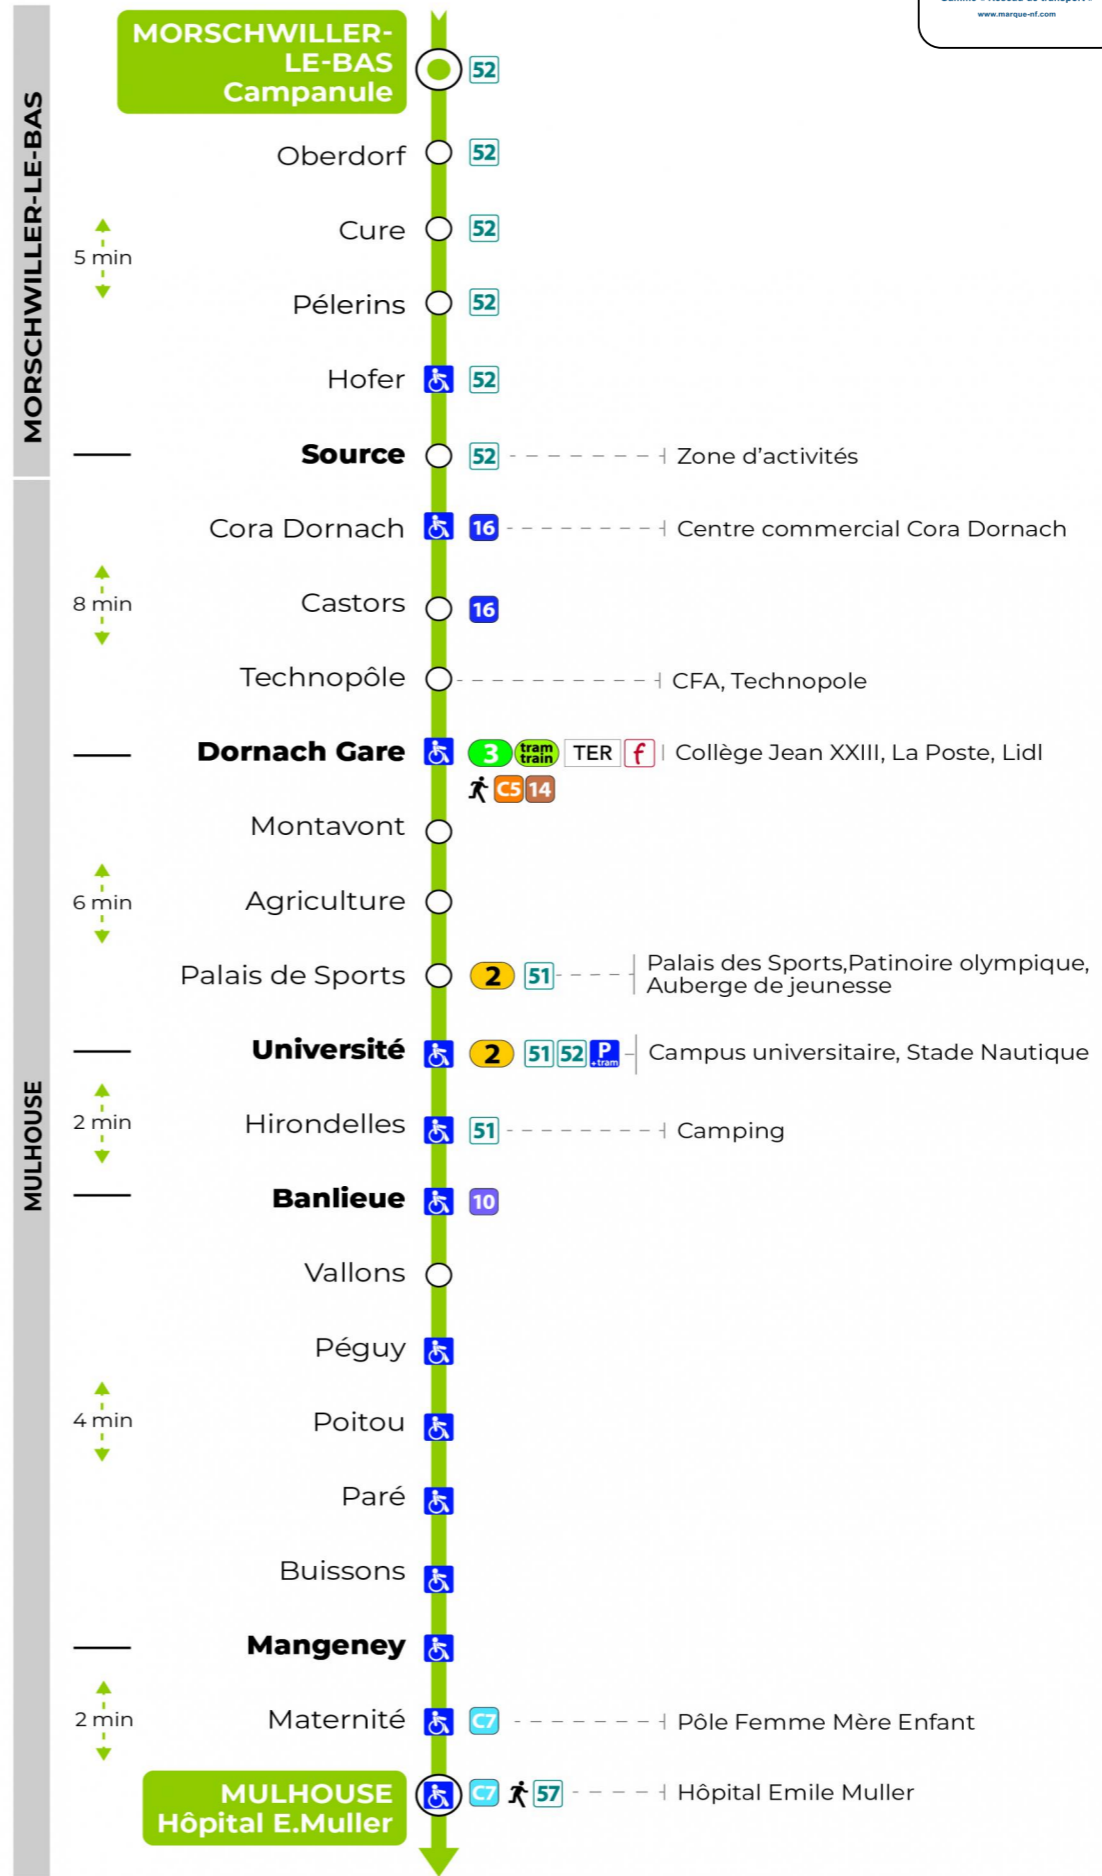 www.marque-nf.com
MORSCHWILLER-LE-BAS
MORSCHWILLER-
LE-BAS
Campanule
52
Oberdorf 52
Cure 52
5 min
Pélerins 52
Hofer 52
Source 52 Zone d'activités
MULHOUSE
Cora Dornach 16 Centre commercial Cora Dornach
8 min
Castors 16
Technopôle CFA, Technopole
Dornach Gare 3 tram train TER f Collège Jean XXIII, La Poste, Lidl
C5 14
Montavont
6 min
Agriculture
Palais de Sports 2 51 Palais des Sports,Patinoire olympique,
Auberge de jeunesse
Université 2 51 52 P +tram Campus universitaire, Stade Nautique
2 min
Hirondelles 51 Camping
Banlieue 10
Vallons
Péguy
4 min
Poitou
Paré
Buissons
Mangeney
2 min
Maternité C7 Pôle Femme Mère Enfant
MULHOUSE
Hôpital E.Muller
C7 57 Hôpital Emile Muller